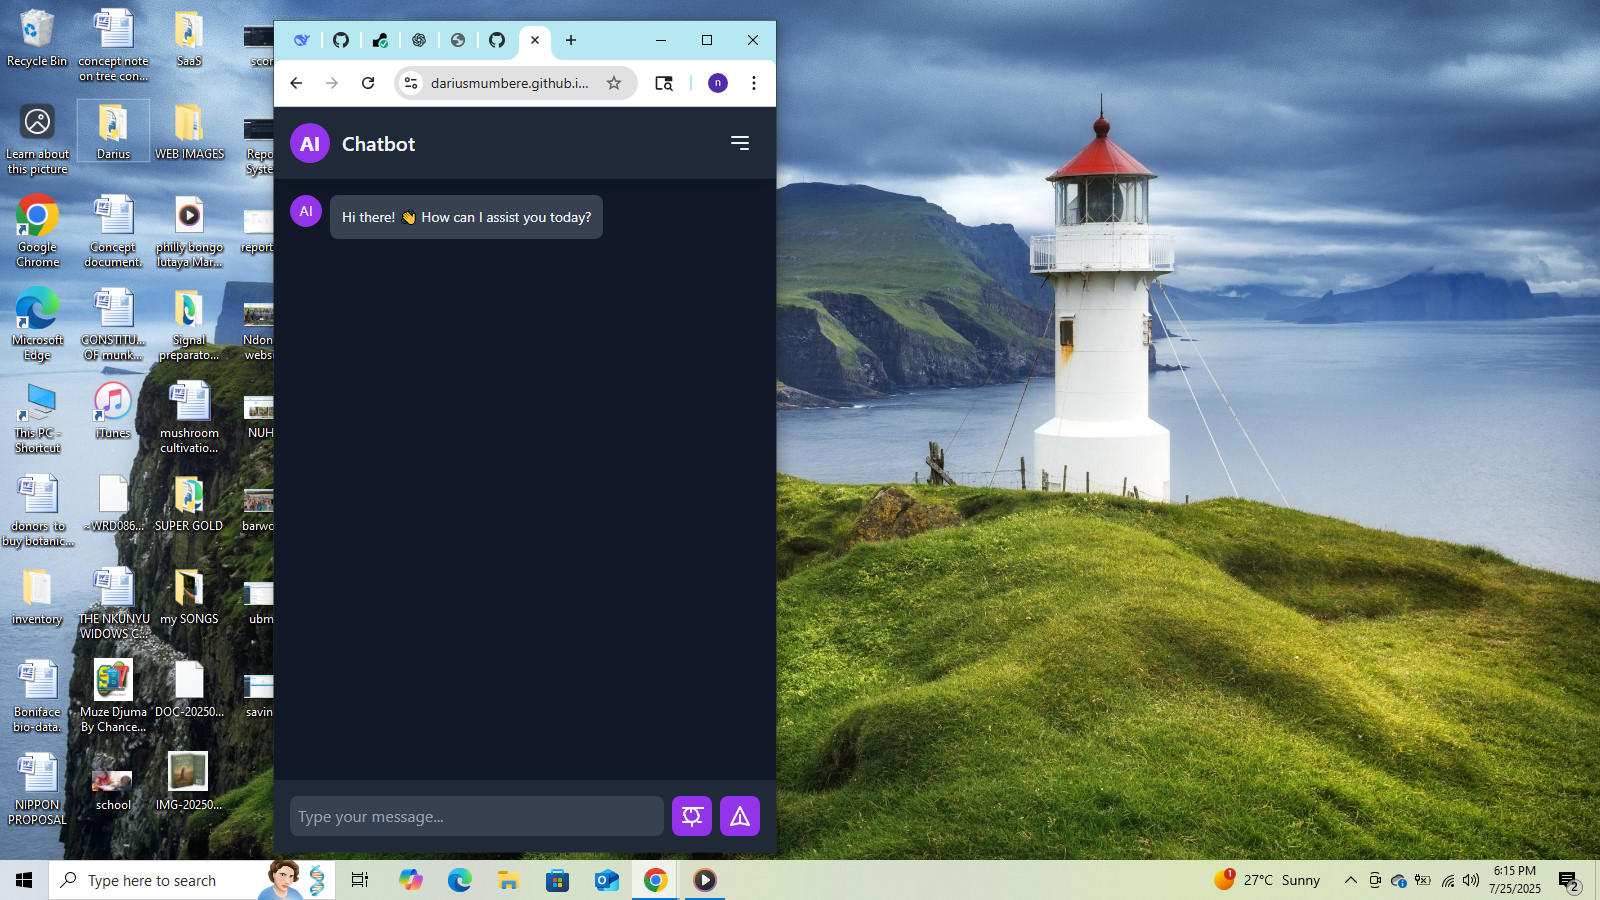 Recycle Bin
concept note
on tree con...
SaaS
scor
Learn about
this picture
Darius
WEB IMAGES
Repo
Syste
Google
Chrome
Concept
document.
philly bongo
lutaya Mar...
report
Microsoft
Edge
CONSTITU...
OF munk...
Signal
preparato...
Ndon
websi
This PC -
Shortcut
iTunes
mushroom
cultivatio...
NUH
donors to
buy botanic...
~WRD086...
SUPER GOLD
barwo
inventory
THE NKUNYU
WIDOWS C...
my SONGS
ubm
Boniface
bio-data.
Muze Djuma
By Chance...
DOC-20250...
savin
NIPPON
PROPOSAL
school
IMG-20250...
dariusmumbere.github.i...
n
AI
Chatbot
AI
Hi there! 👋 How can I assist you today?
Type your message...
Type here to search
1
27°C Sunny
6:15 PM
7/25/2025
2